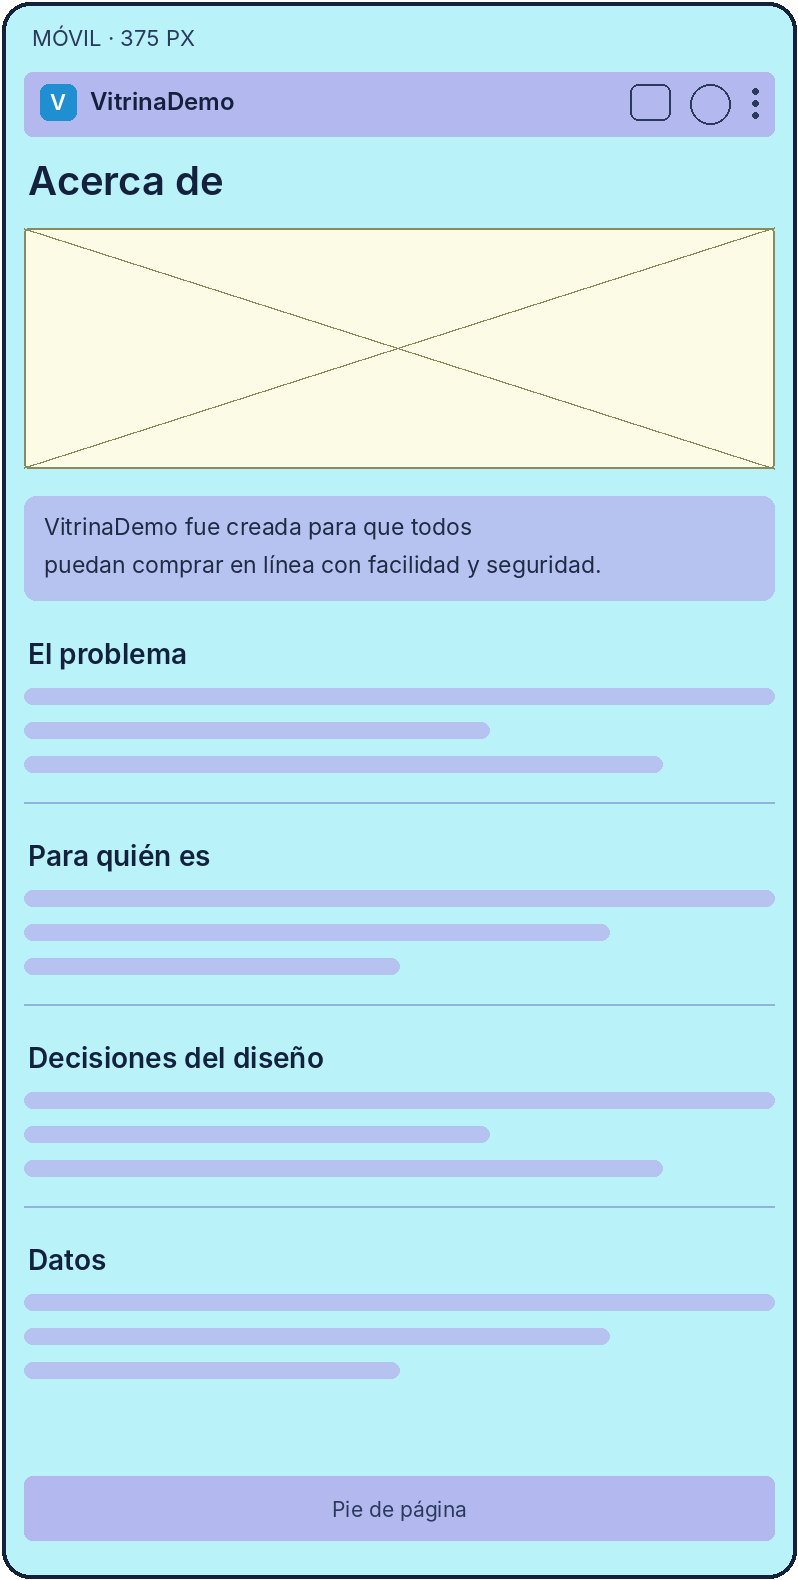 MÓVIL · 375 PX
V VitrinaDemo
Acerca de
VitrinaDemo fue creada para que todos
puedan comprar en línea con facilidad y seguridad.
El problema
Para quién es
Decisiones del diseño
Datos
Pie de página